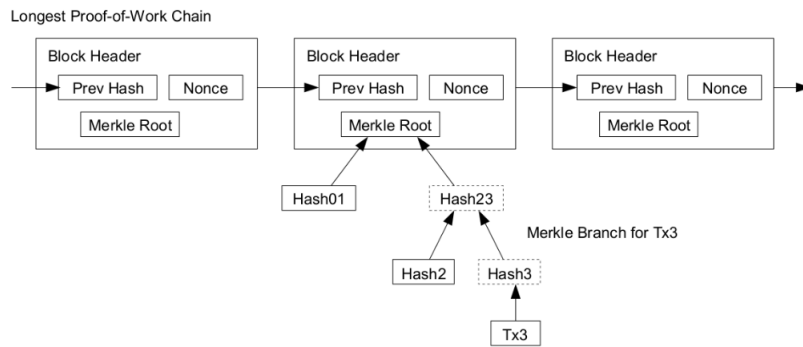 Longest Proof-of-Work Chain
Block Header
Block Header
Block Header
Prev Hash
Nonce
Prev Hash
Nonce
Prev Hash
Nonce
Merkle Root
Merkle Root
Merkle Root
Hash01
Hash23
Merkle Branch for Tx3
Hash2
Hash3
Tx3